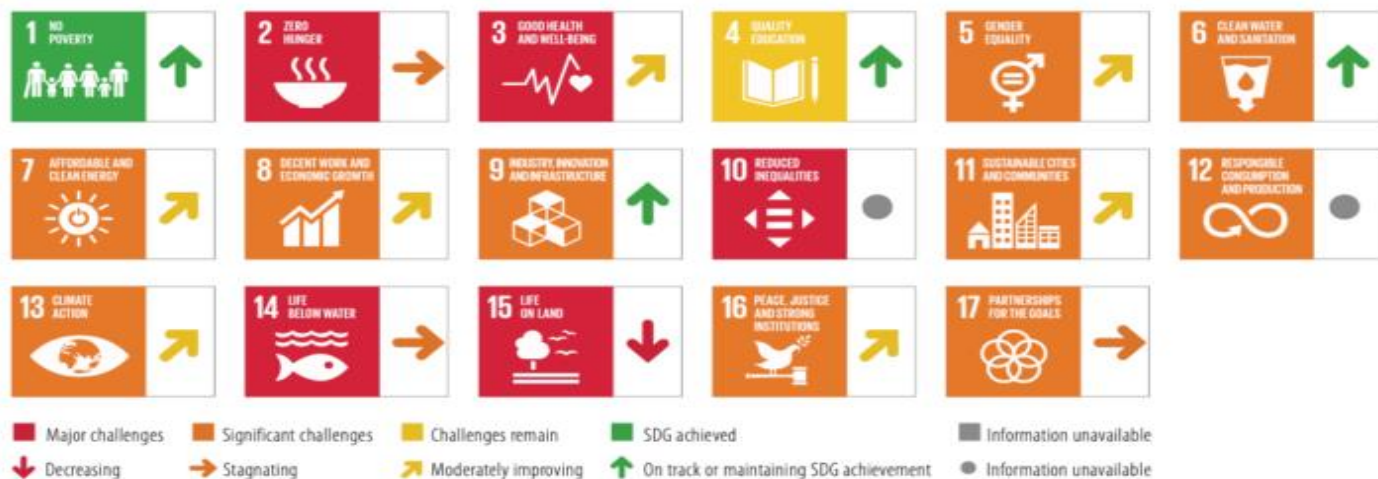 1 NO
POVERTY
2 ZERO
HUNGER
3 GOOD HEALTH
AND WELL-BEING
4 QUALITY
EDUCATION
5 GENDER
EQUALITY
6 CLEAN WATER
AND SANITATION
7 AFFORDABLE AND
CLEAN ENERGY
8 DECENT WORK AND
ECONOMIC GROWTH
9 INDUSTRY, INNOVATION
AND INFRASTRUCTURE
10 REDUCED
INEQUALITIES
11 SUSTAINABLE CITIES
AND COMMUNITIES
12 RESPONSIBLE
CONSUMPTION
AND PRODUCTION
13 CLIMATE
ACTION
14 LIFE
BELOW WATER
15 LIFE
ON LAND
16 PEACE, JUSTICE
AND STRONG
INSTITUTIONS
17 PARTNERSHIPS
FOR THE GOALS
Major challenges Significant challenges Challenges remain SDG achieved Information unavailable
Decreasing Stagnating Moderately improving On track or maintaining SDG achievement Information unavailable